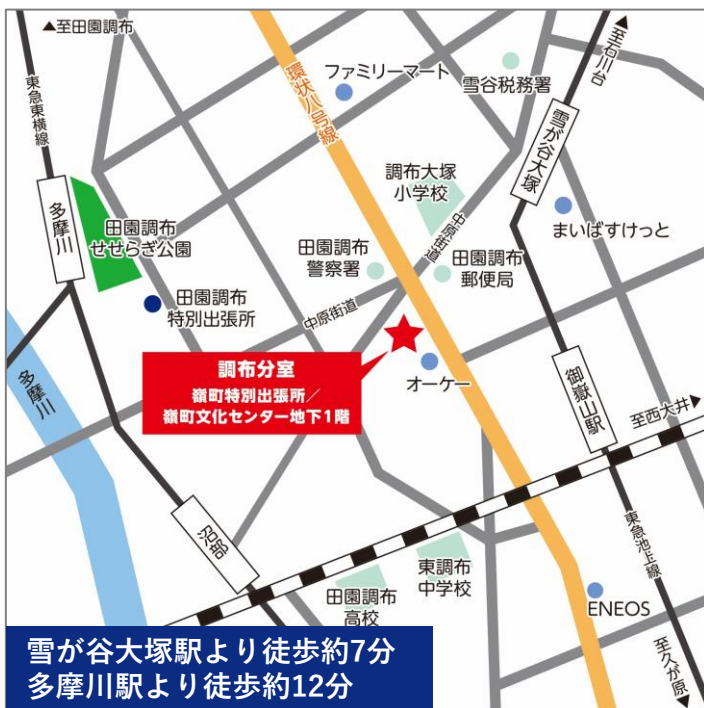 ▲至田園調布
東急東横線
環状八号線
ファミリーマート
雪谷税務署
至石川台▶
雪が谷大塚
調布大塚
小学校
中原街道
多摩川
田園調布
せせらぎ公園
まいばすけっと
田園調布
警察署
田園調布
郵便局
田園調布
特別出張所
中原街道
調布分室
嶺町特別出張所／
嶺町文化センター地下1階
オーケー
多摩川
御嶽山駅
至西大井▶
沼部
東調布
中学校
田園調布
高校
東急池上線
ENEOS
至久が原▶
雪が谷大塚駅より徒歩約7分
多摩川駅より徒歩約12分